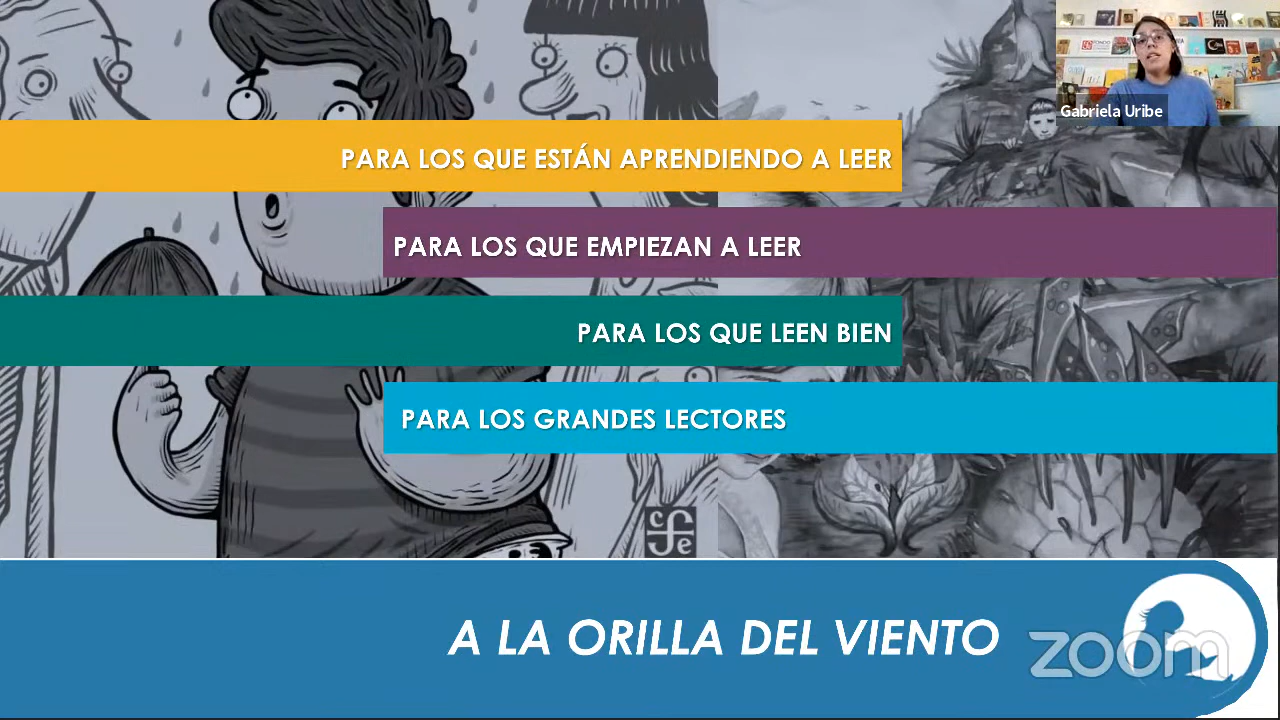 Gabriela Uribe
PARA LOS QUE ESTÁN APRENDIENDO A LEER
PARA LOS QUE EMPIEZAN A LEER
PARA LOS QUE LEEN BIEN
PARA LOS GRANDES LECTORES
cfe
A LA ORILLA DEL VIENTO
zoom